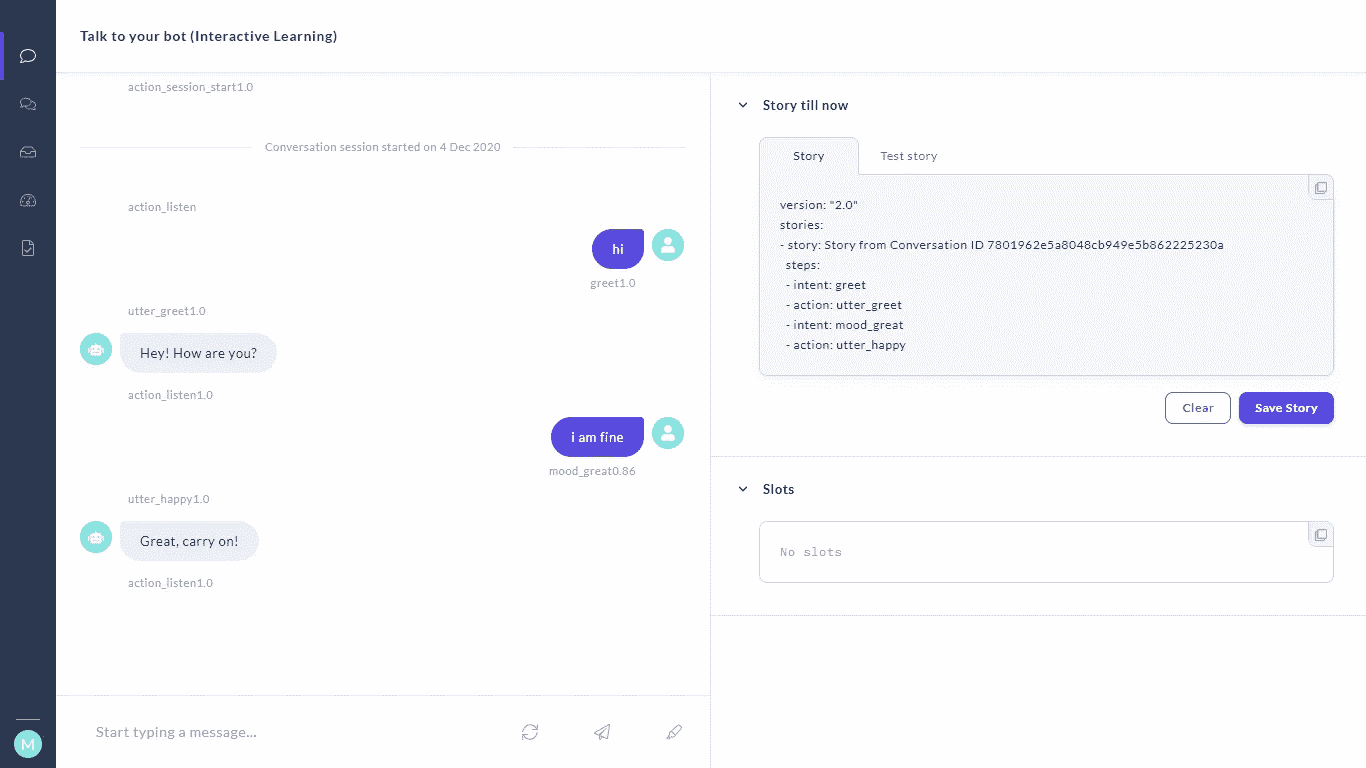 Talk to your bot (Interactive Learning)
action_session_start1.0
Conversation session started on 4 Dec 2020
action_listen
hi
greet1.0
utter_greet1.0
Hey! How are you?
action_listen1.0
i am fine
mood_great0.86
utter_happy1.0
Great, carry on!
action_listen1.0
Start typing a message...
M
Story till now
Story
Test story
version: "2.0"
stories:
- story: Story from Conversation ID 7801962e5a8048cb949e5b862225230a
steps:
- intent: greet
- action: utter_greet
- intent: mood_great
- action: utter_happy
Clear
Save Story
Slots
No slots